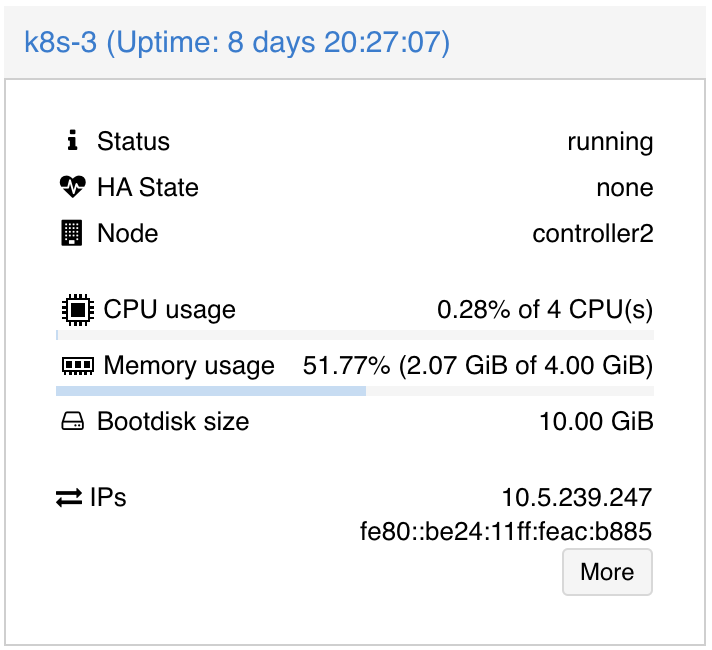 k8s-3 (Uptime: 8 days 20:27:07)
Status running
HA State none
Node controller2
CPU usage 0.28% of 4 CPU(s)
Memory usage 51.77% (2.07 GiB of 4.00 GiB)
Bootdisk size 10.00 GiB
IPs 10.5.239.247
fe80::be24:11ff:feac:b885
More